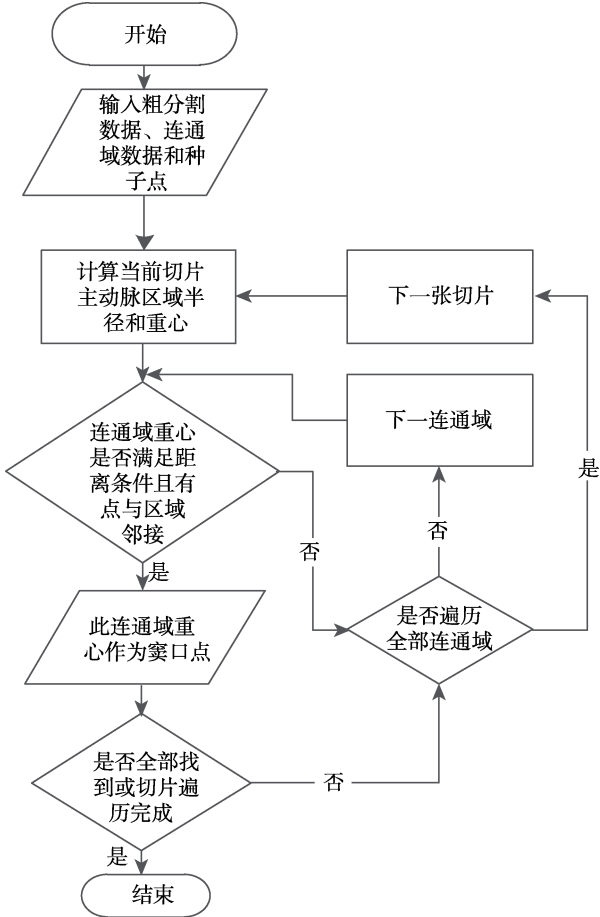 开始
输入粗分割
数据、连通
域数据和种
子点
计算当前切片
主动脉区域半
径和重心
下一张切片
连通域重心
是否满足距
离条件且有
点与区域
邻接
下一连通域
是
否
否
是
是否遍历
全部连通域
此连通域重
心作为窦口点
是否全部找
到或切片遍
历完成
否
是
结束